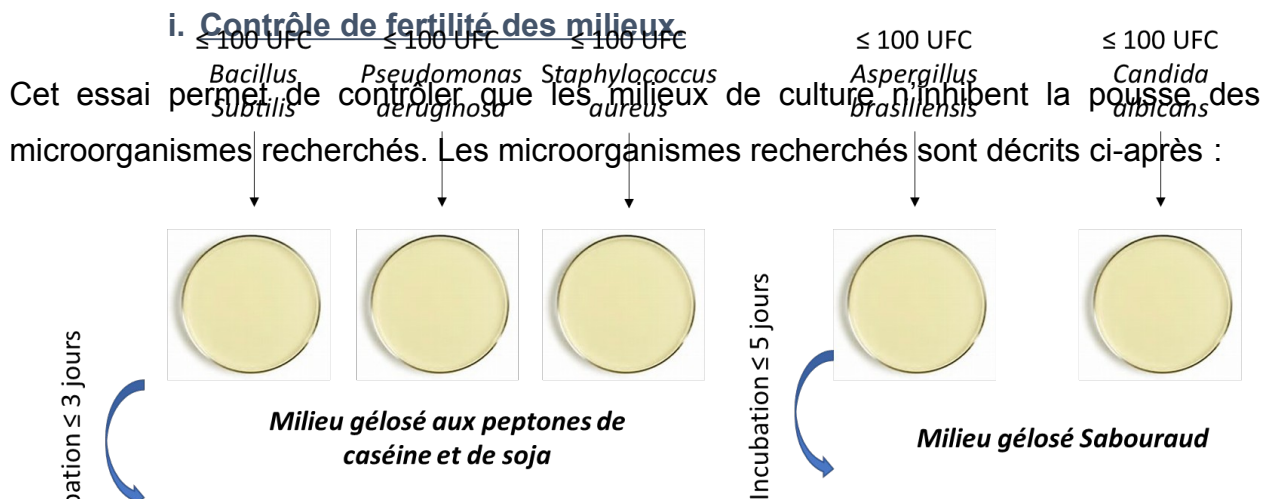 i. Contrôle de fertilité des milieux.
≤ 100 UFC ≤ 100 UFC ≤ 100 UFC ≤ 100 UFC ≤ 100 UFC
Bacillus Pseudomonas Staphylococcus Aspergillus Candida
Cet essai permet de contrôler que les milieux de culture n'inhibent la pousse des
Subtilis aeruginosa aureus brasiliensis albicans
microorganismes recherchés. Les microorganismes recherchés sont décrits ci-après :
bation ≤ 3 jours
Incubation ≤ 5 jours
Milieu gélosé aux peptones de
caséine et de soja
Milieu gélosé Sabouraud